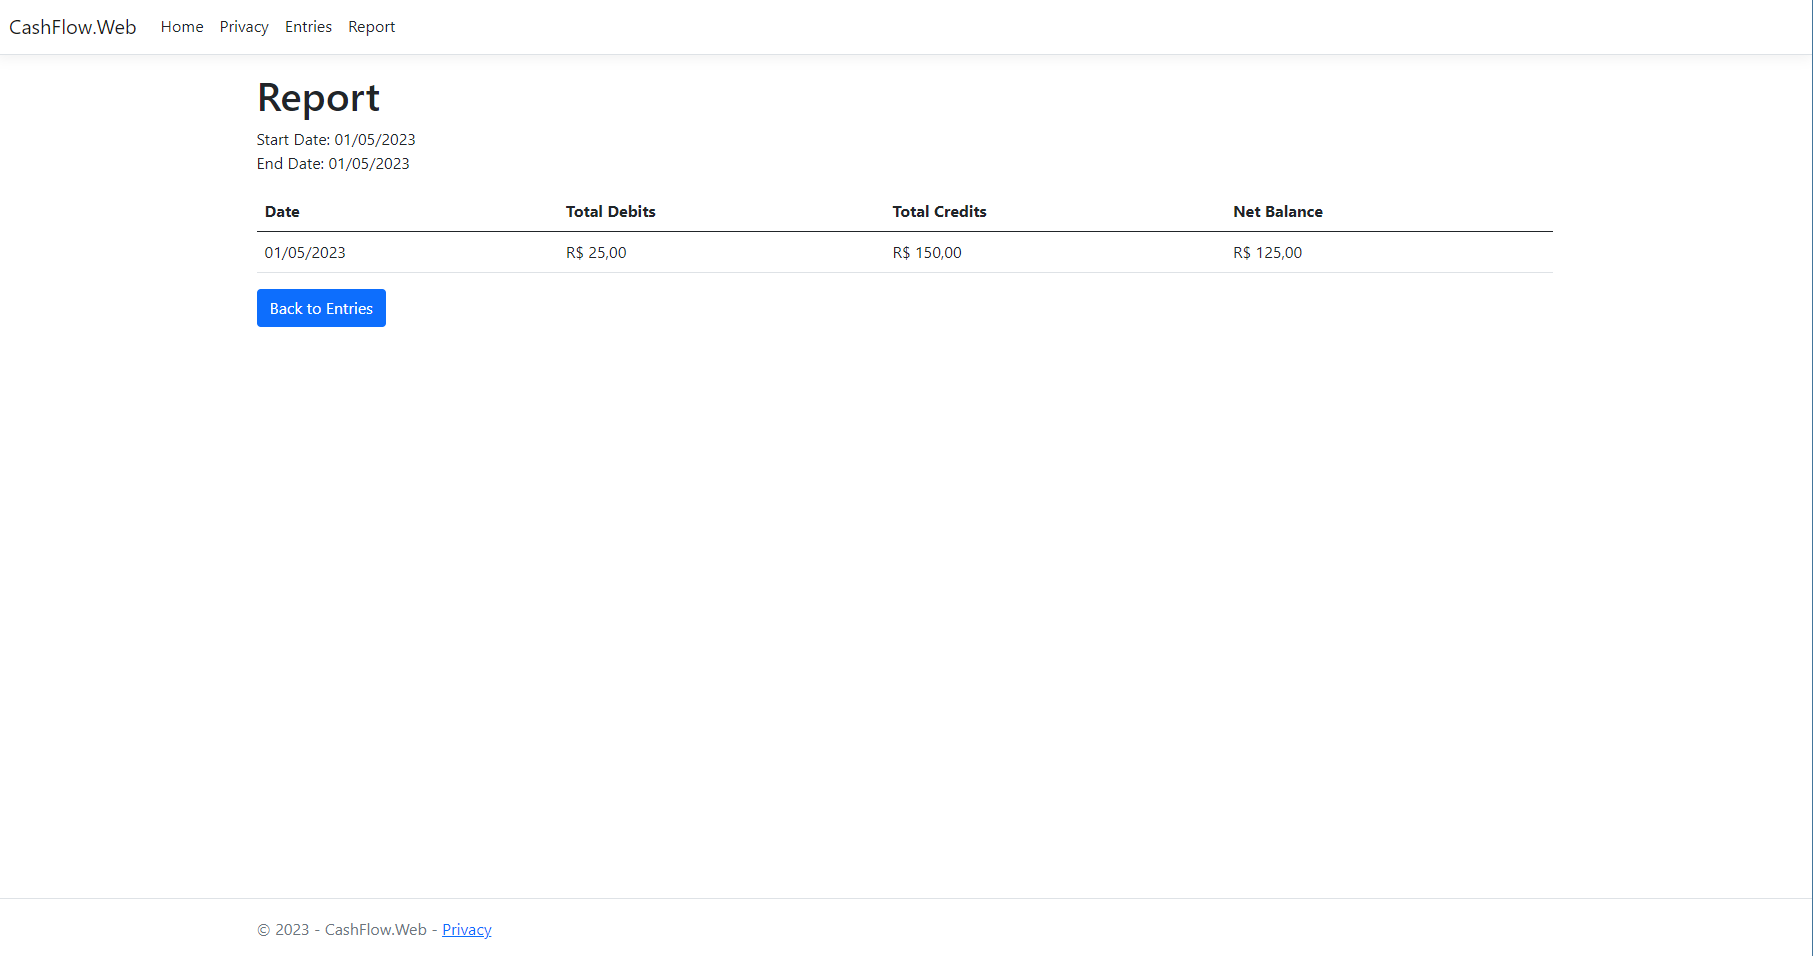 CashFlow.Web Home Privacy Entries Report
Report
Start Date: 01/05/2023
End Date: 01/05/2023
Date Total Debits Total Credits Net Balance
01/05/2023 R$ 25,00 R$ 150,00 R$ 125,00
Back to Entries
© 2023 - CashFlow.Web - Privacy